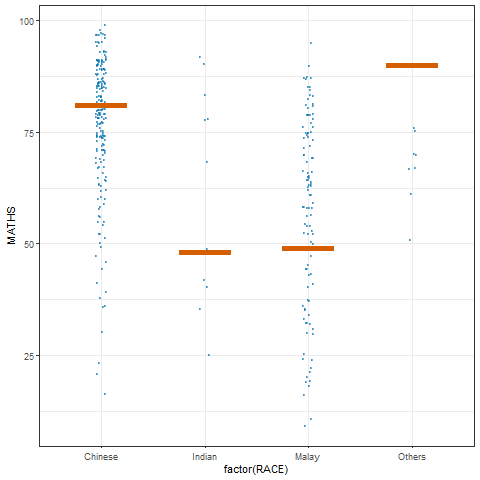 100
75
50
25
MATHS
Chinese
Indian
Malay
Others
factor(RACE)